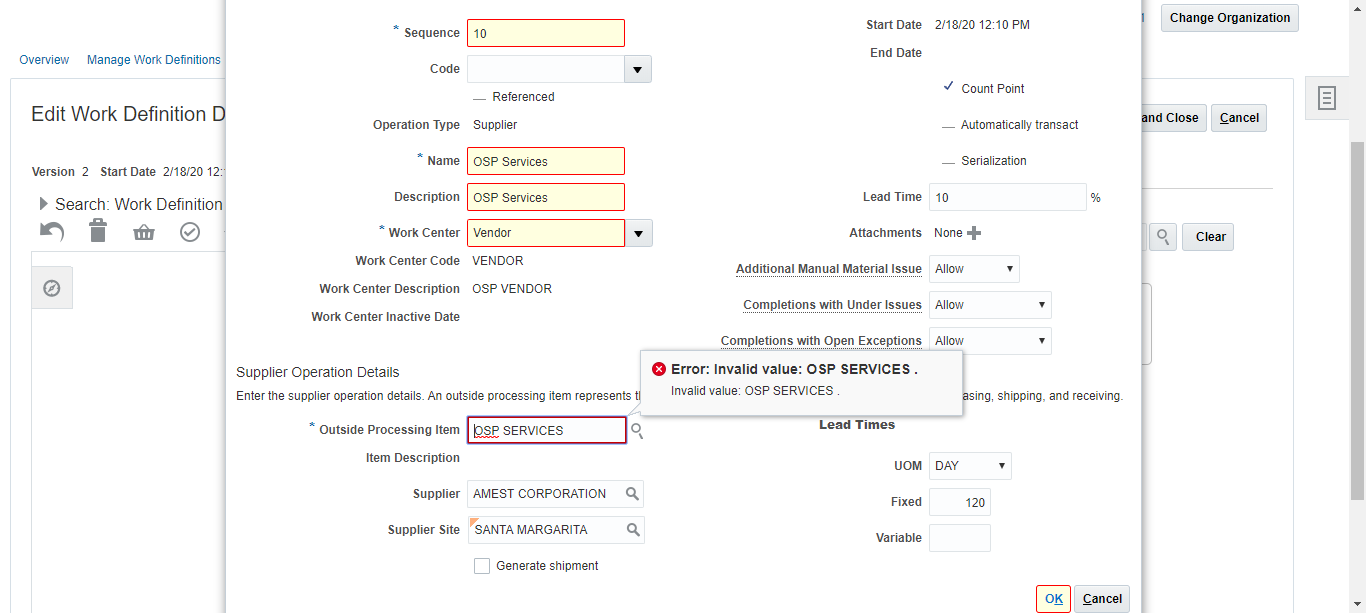 Change Organization
Overview Manage Work Definitions
Edit Work Definition D
and Close Cancel
Version 2 Start Date 2/18/20 12:
Search: Work Definition
Clear
* Sequence 10
Code
Referenced
Operation Type Supplier
* Name OSP Services
Description OSP Services
* Work Center Vendor
Work Center Code VENDOR
Work Center Description OSP VENDOR
Work Center Inactive Date
Start Date 2/18/20 12:10 PM
End Date
Count Point
Automatically transact
Serialization
Lead Time 10 %
Attachments None
Additional Manual Material Issue Allow
Completions with Under Issues Allow
Completions with Open Exceptions Allow
Error: Invalid value: OSP SERVICES .
Invalid value: OSP SERVICES .
Supplier Operation Details
Enter the supplier operation details. An outside processing item represents asing, shipping, and receiving.
* Outside Processing Item OSP SERVICES
Item Description
Supplier AMEST CORPORATION
Supplier Site SANTA MARGARITA
Generate shipment
Lead Times
UOM DAY
Fixed 120
Variable
OK Cancel